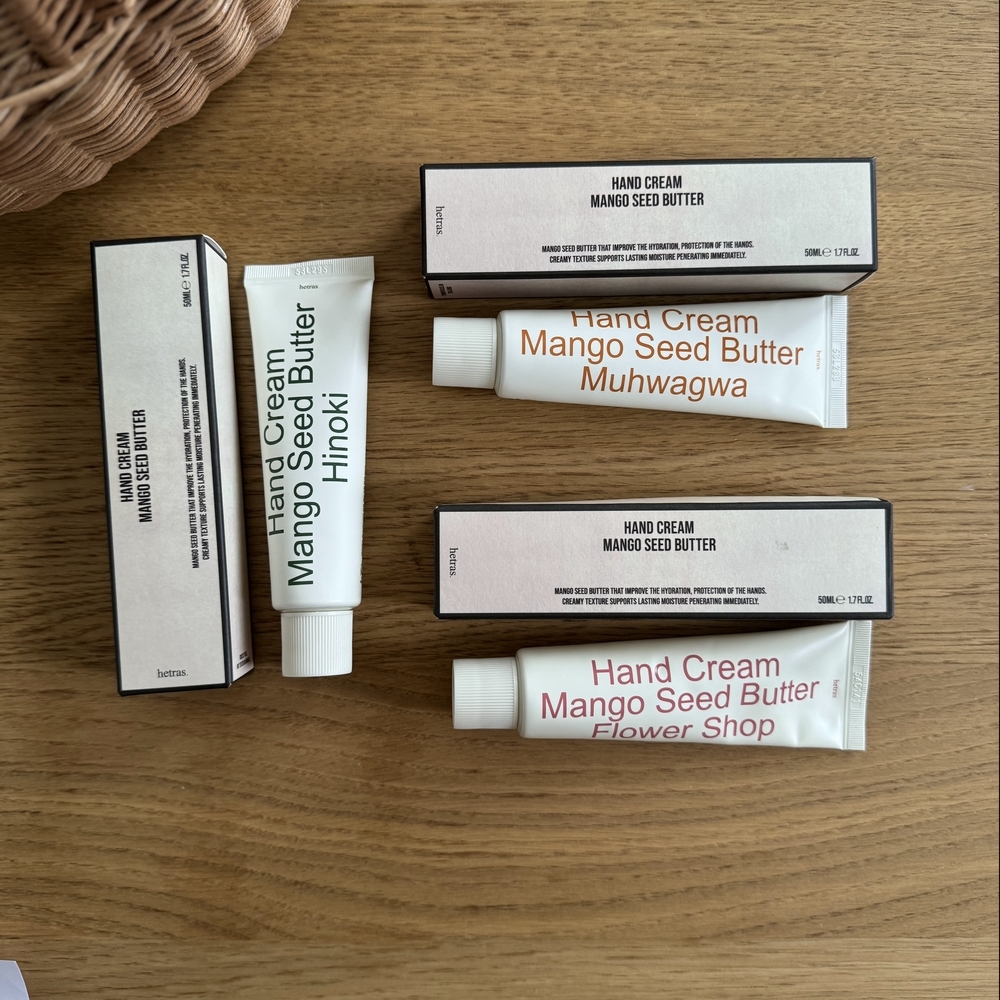 HAND CREAM
MANGO SEED BUTTER
MANGO SEED BUTTER THAT IMPROVE THE HYDRATION, PROTECTION OF THE HANDS.
CREAMY TEXTURE SUPPORTS LASTING MOISTURE PENERATING IMMEDIATELY.
50ML℮ 1.7 FL.OZ.
hetras.
hetras.
Hand Cream
Mango Seed Butter
Hinoki
hetras.
HAND CREAM
MANGO SEED BUTTER
MANGO SEED BUTTER THAT IMPROVE THE HYDRATION, PROTECTION OF THE HANDS.
CREAMY TEXTURE SUPPORTS LASTING MOISTURE PENERATING IMMEDIATELY.
50ML℮ 1.7 FL.OZ.
Hand Cream
Mango Seed Butter
Muhwagwa
hetras.
hetras.
HAND CREAM
MANGO SEED BUTTER
MANGO SEED BUTTER THAT IMPROVE THE HYDRATION, PROTECTION OF THE HANDS.
CREAMY TEXTURE SUPPORTS LASTING MOISTURE PENERATING IMMEDIATELY.
50ML℮ 1.7 FL.OZ.
Hand Cream
Mango Seed Butter
Flower Shop
hetras.